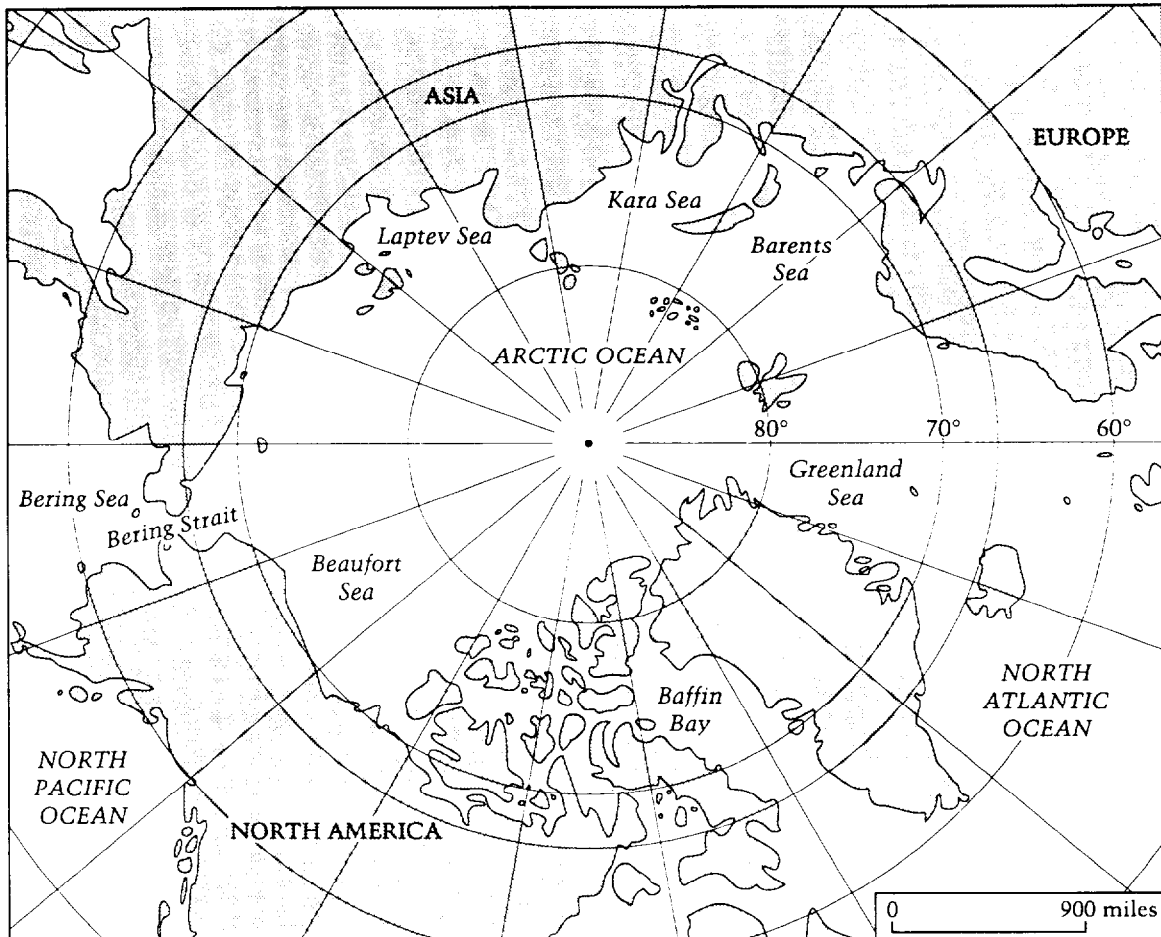 ASIA
EUROPE
Kara Sea
Laptev Sea
Barents
Sea
ARCTIC OCEAN
80°
70°
60°
Greenland
Sea
Bering Sea
Bering Strait
Beaufort
Sea
Baffin
Bay
NORTH
ATLANTIC
OCEAN
NORTH
PACIFIC
OCEAN
NORTH AMERICA
0
900 miles